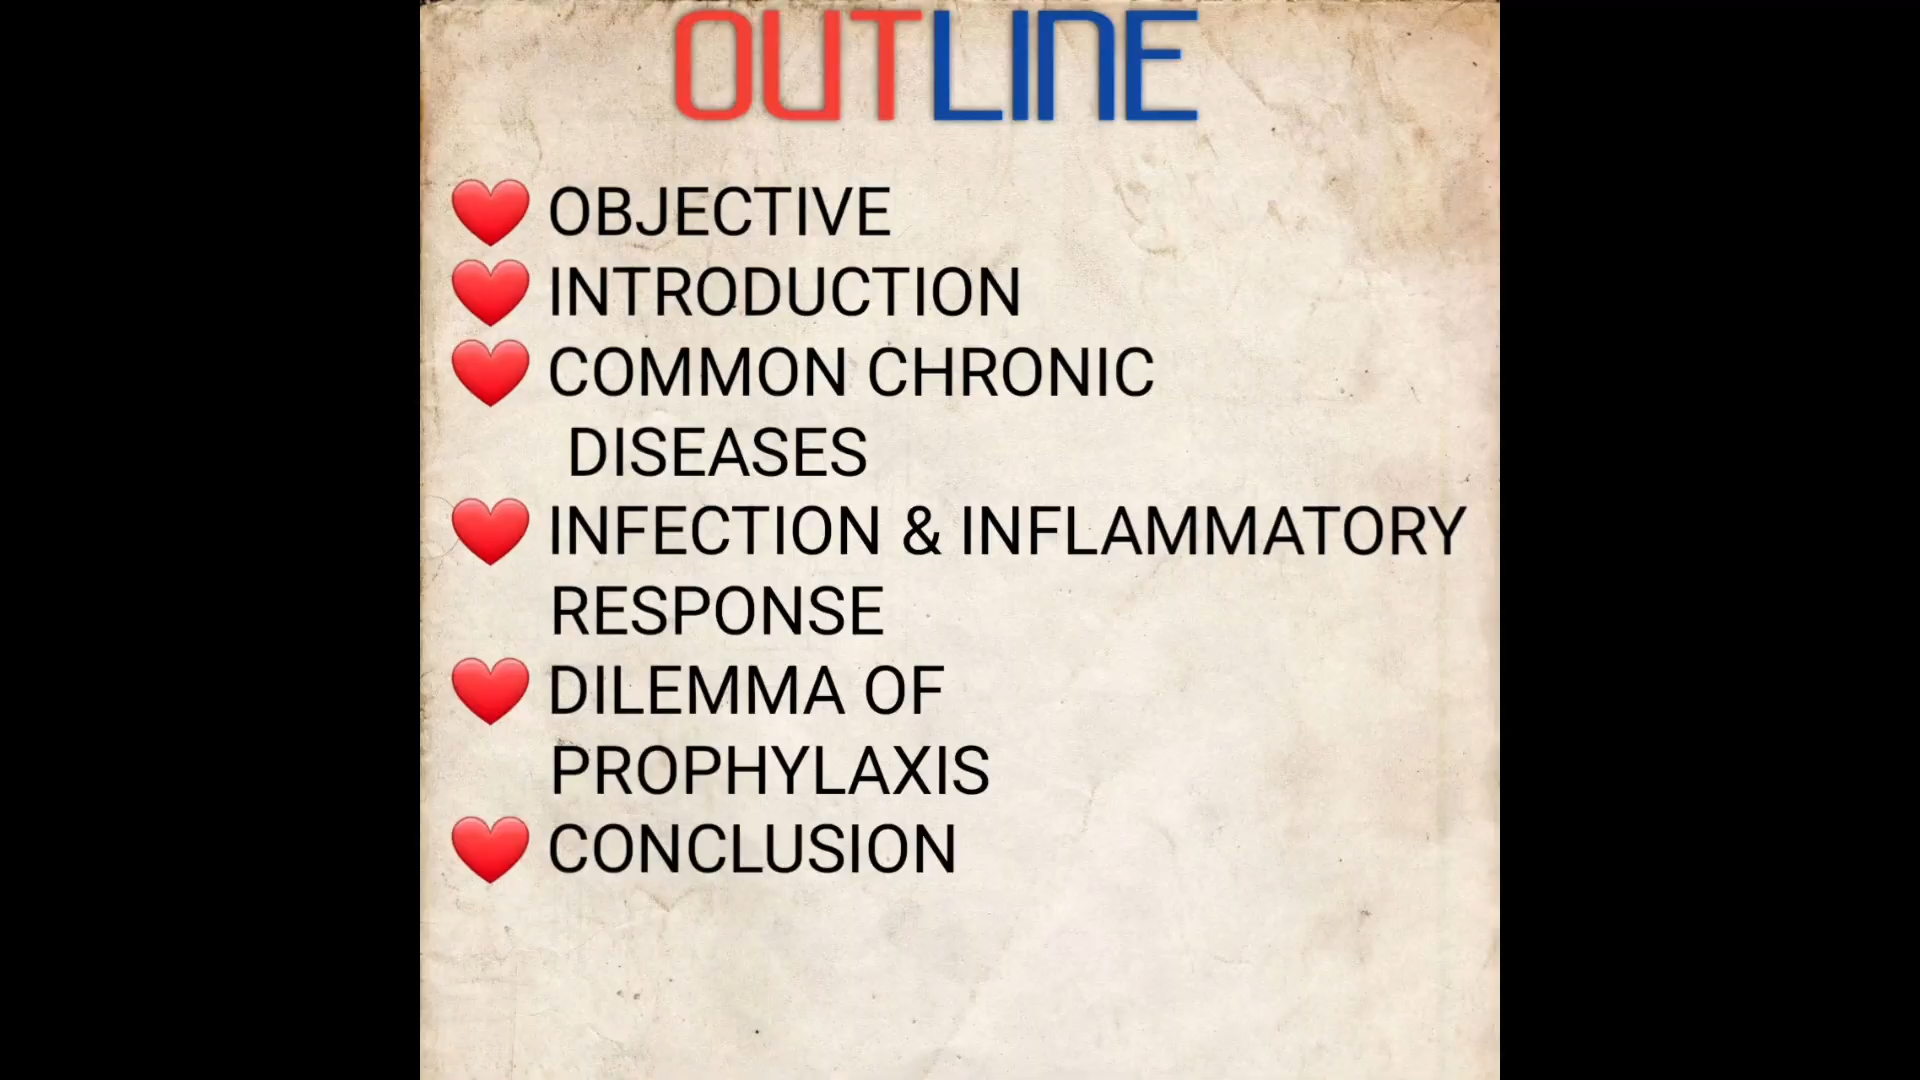 OUTLINE
❤️ OBJECTIVE
❤️ INTRODUCTION
❤️ COMMON CHRONIC
DISEASES
❤️ INFECTION & INFLAMMATORY
RESPONSE
❤️ DILEMMA OF
PROPHYLAXIS
❤️ CONCLUSION